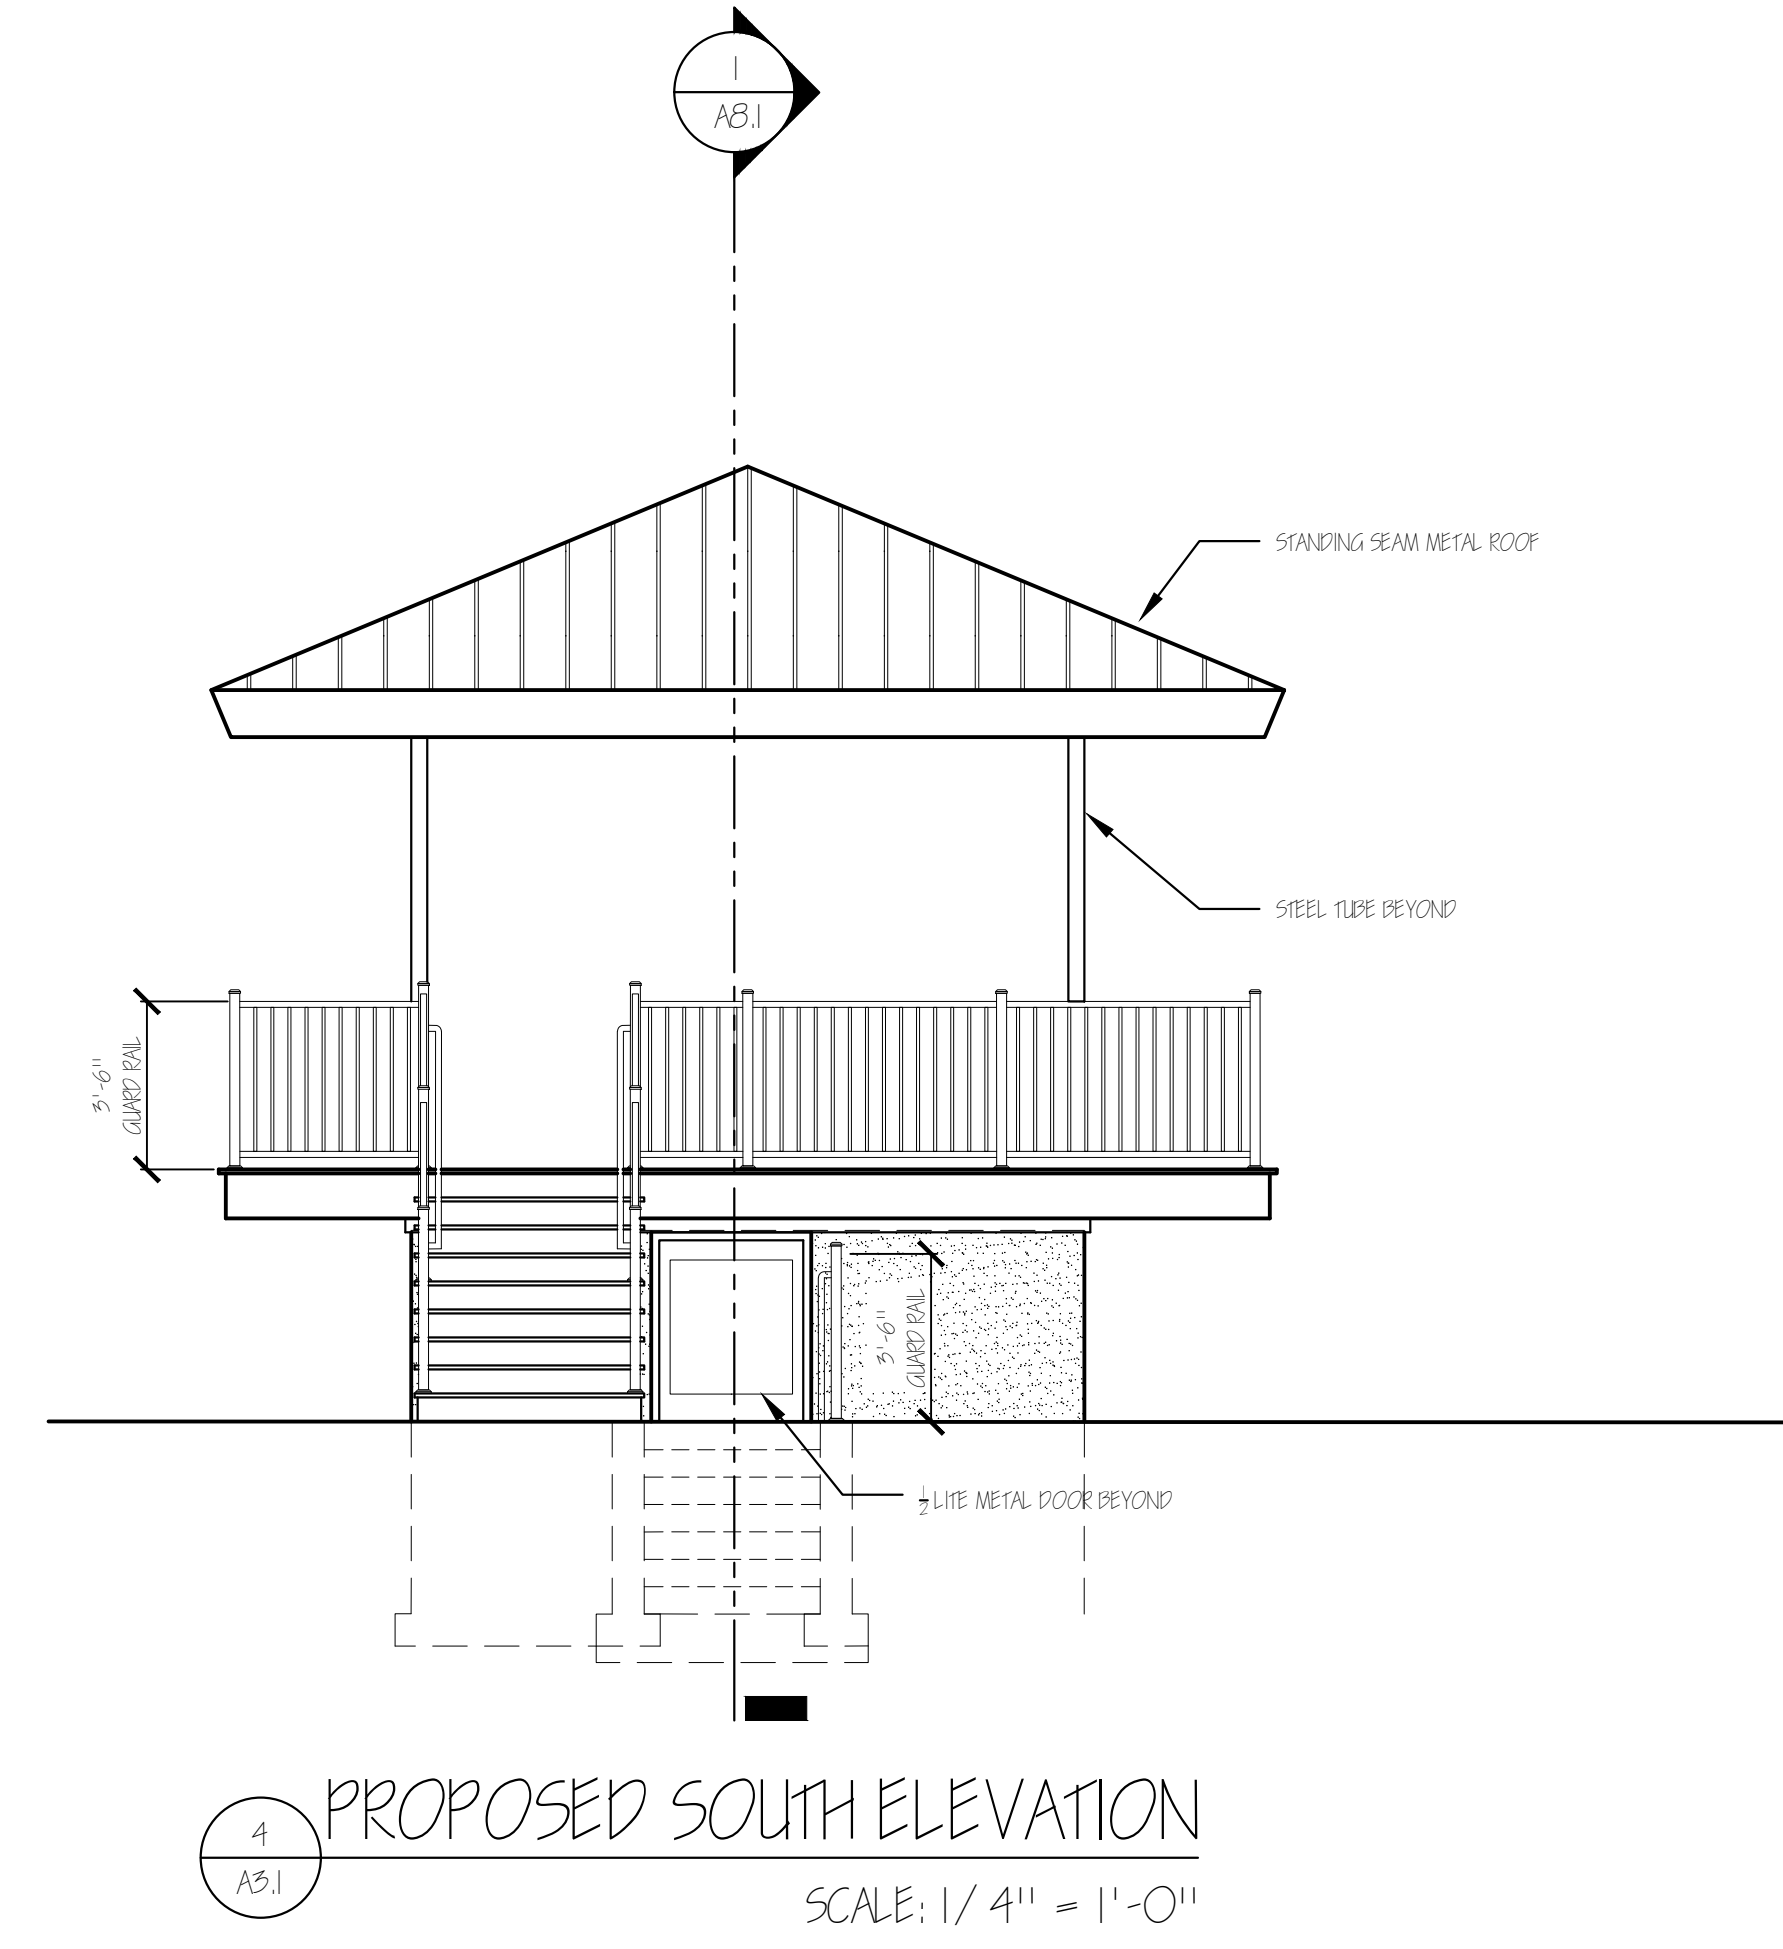 1
A8.1
STANDING SEAM METAL ROOF
STEEL TUBE BEYOND
3'-6"
GUARD RAIL
3'-6"
GUARD RAIL
½ LITE METAL DOOR BEYOND
4
A3.1
PROPOSED SOUTH ELEVATION
SCALE: 1/4" = 1'-0"